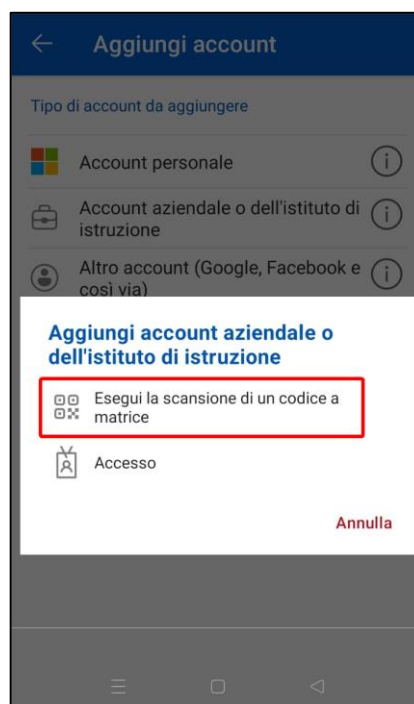 Aggiungi account
Tipo di account da aggiungere
Account personale
Account aziendale o dell'istituto di
istruzione
Altro account (Google, Facebook e
così via)
Aggiungi account aziendale o
dell'istituto di istruzione
Esegui la scansione di un codice a
matrice
Accesso
Annulla